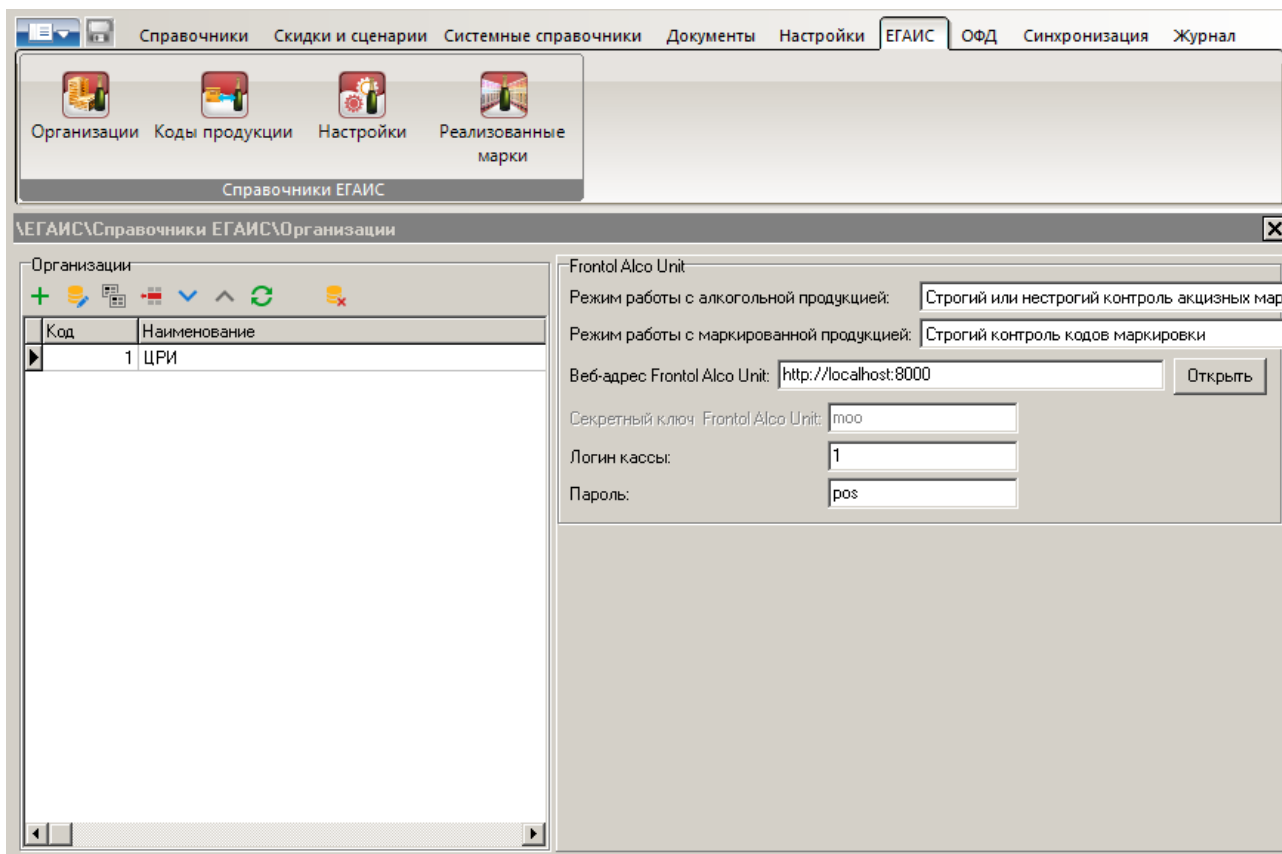 Справочники Скидки и сценарии Системные справочники Документы Настройки ЕГАИС ОФД Синхронизация Журнал
Организации Коды продукции Настройки Реализованные
марки
Справочники ЕГАИС
\ЕГАИС\Справочники ЕГАИС\Организации
Организации
Код Наименование
1 ЦРИ
Frontol Alco Unit
Режим работы с алкогольной продукцией: Строгий или нестрогий контроль акцизных мар
Режим работы с маркированной продукцией: Строгий контроль кодов маркировки
Веб-адрес Frontol Alco Unit: http://localhost:8000 Открыть
Секретный ключ Frontol Alco Unit: moo
Логин кассы: 1
Пароль: pos